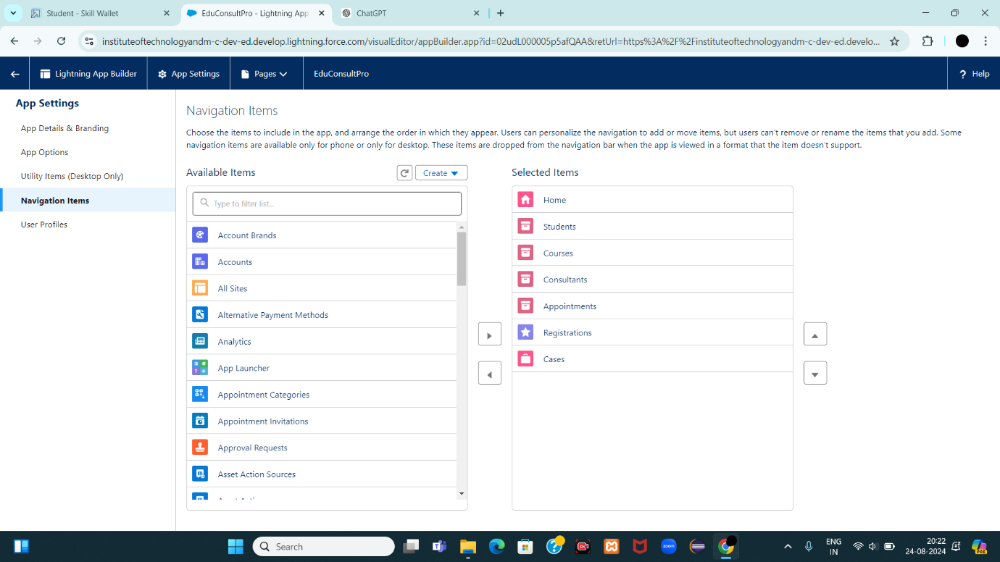 Student - Skill Wallet
EduConsultPro - Lightning App
ChatGPT
instituteoftechnologyandm-c-dev-ed.develop.lightning.force.com/visualEditor/appBuilder.app?id=02udL000005p5afQAA&retUrl=https%3A%2F%2Finstituteoftechnologyandm-c-dev-ed.develo...
Lightning App Builder
App Settings
Pages
EduConsultPro
? Help
App Settings
App Details & Branding
App Options
Utility Items (Desktop Only)
Navigation Items
User Profiles
Navigation Items
Choose the items to include in the app, and arrange the order in which they appear. Users can personalize the navigation to add or move items, but users can't remove or rename the items that you add. Some
navigation items are available only for phone or only for desktop. These items are dropped from the navigation bar when the app is viewed in a format that the item doesn't support.
Available Items
Create
Type to filter list...
Account Brands
Accounts
All Sites
Alternative Payment Methods
Analytics
App Launcher
Appointment Categories
Appointment Invitations
Approval Requests
Asset Action Sources
Selected Items
Home
Students
Courses
Consultants
Appointments
Registrations
Cases
Search
zoom
ENG
IN
20:22
24-08-2024
PRE